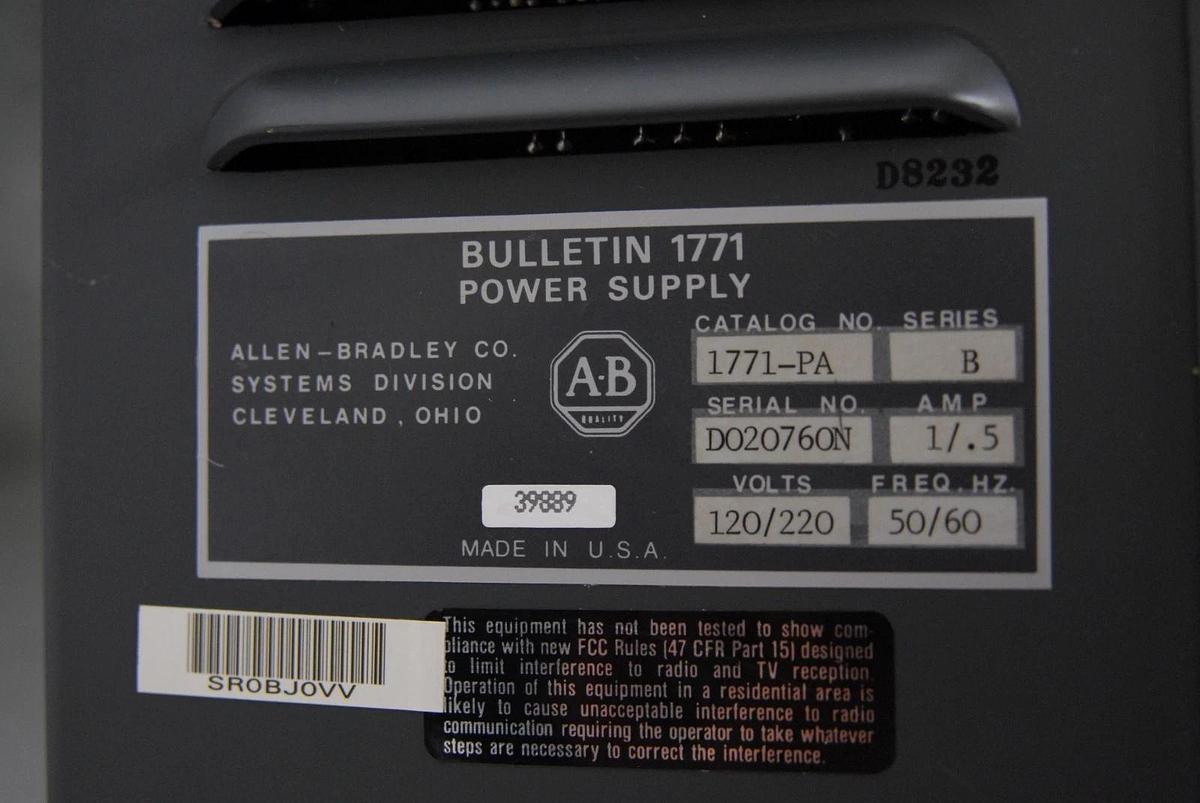 D8232
BULLETIN 1771
POWER SUPPLY
ALLEN-BRADLEY CO.
SYSTEMS DIVISION
CLEVELAND, OHIO
A·B
QUALITY
CATALOG NO. SERIES
1771-PA B
SERIAL NO. AMP
DO20760N 1/.5
VOLTS FREQ.HZ.
120/220 50/60
39889
MADE IN U.S.A.
SR0BJ0VV
This equipment has not been tested to show com-
pliance with new FCC Rules (47 CFR Part 15) designed
to limit interference to radio and TV reception.
Operation of this equipment in a residential area is
likely to cause unacceptable interference to radio
communication requiring the operator to take whatever
steps are necessary to correct the interference.